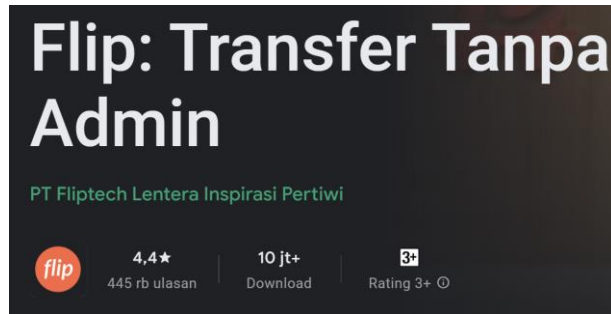 Flip: Transfer Tanpa
Admin
PT Fliptech Lentera Inspirasi Pertiwi
flip
4,4★
445 rb ulasan
10 jt+
Download
3+
Rating 3+